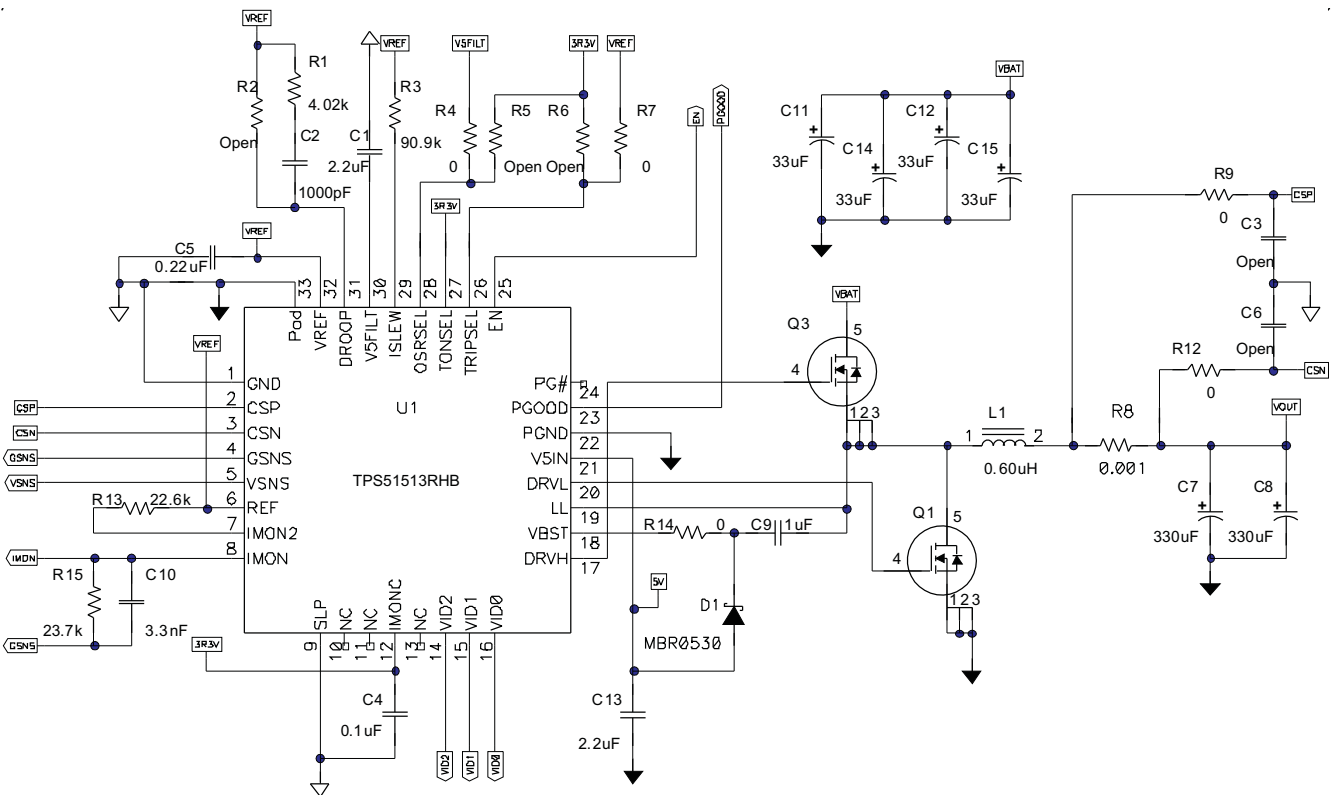 VREF
R1
R2
4.02k
C2
Open
1000pF
C1
2.2uF
VREF
R3
90.9k
V5FILT
R4
0
R5
Open
3R3V
R6
Open
VREF
R7
0
3R3V
EN
PGOOD
VREF
C5
0.22uF
33
32
31
30
29
28
27
26
25
Pad
VREF
DROOP
V5FILT
ISLEW
OSRSEL
TONSEL
TRIPSEL
EN
VREF
CSP
CSN
GSNS
VSNS
IMON
GSNS
1 GND
2 CSP
3 CSN
4 GSNS
5 VSNS
6 REF
7 IMON2
8 IMON
R13 22.6k
R15
23.7k
C10
3.3nF
U1
TPS51513RHB
PG# 24
PGOOD 23
PGND 22
V5IN 21
DRVL 20
LL 19
VBST 18
DRVH 17
SLP
NC
NC
IMONC
NC
VID2
VID1
VID0
9
10
11
12
13
14
15
16
3R3V
C4
0.1uF
VID2
VID1
VID0
R14 0
C9 1uF
5V
D1
MBR0530
C13
2.2uF
VBAT
C11
33uF
C14
33uF
C12
33uF
C15
33uF
VBAT
Q3
5
4
123
Q1
5
4
123
L1
1 2
0.60uH
R8
0.001
R9
0
CSP
C3
Open
C6
Open
R12
0
CSN
VOUT
C7
330uF
C8
330uF